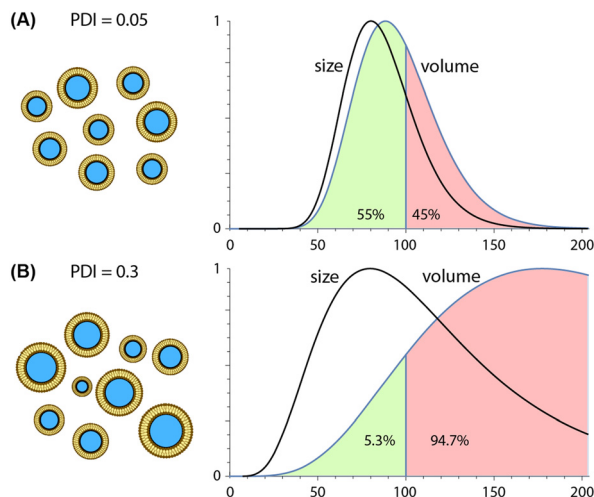 (A) PDI = 0.05
1
size volume
55% 45%
0
0 50 100 150 200
(B) PDI = 0.3
1
size volume
5.3% 94.7%
0
0 50 100 150 200